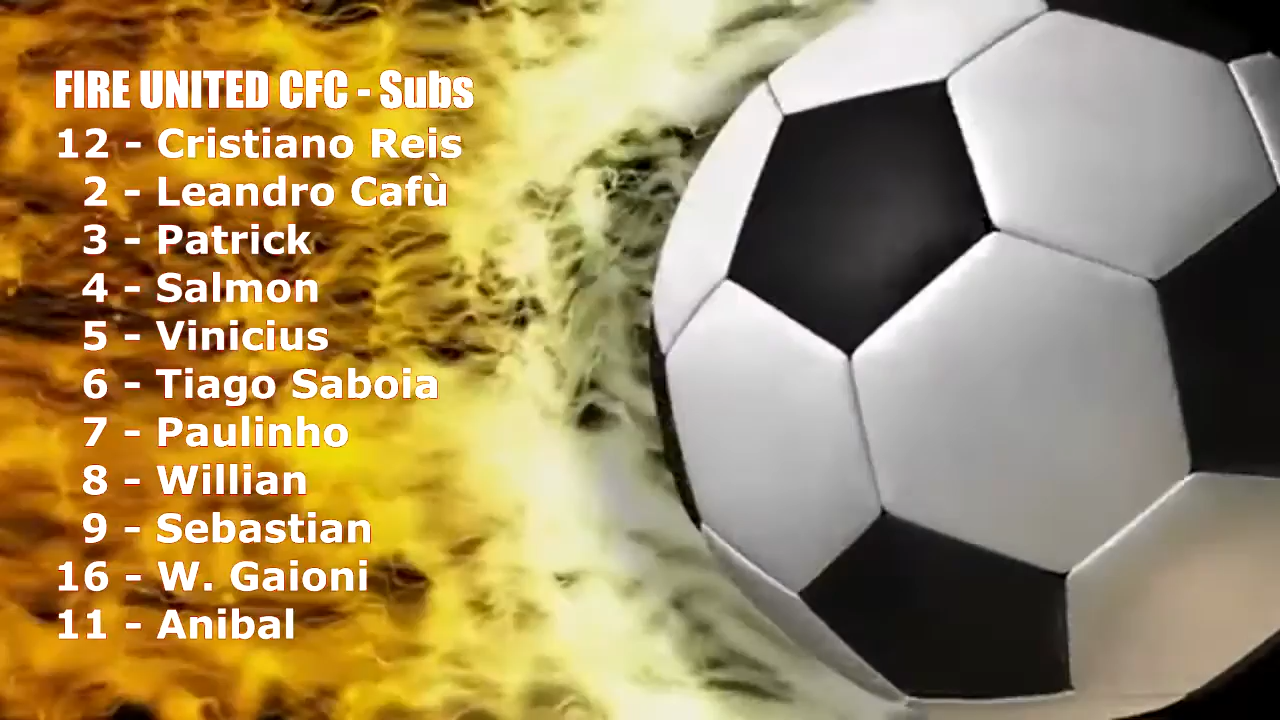 FIRE UNITED CFC - Subs
12 - Cristiano Reis
2 - Leandro Cafù
3 - Patrick
4 - Salmon
5 - Vinicius
6 - Tiago Saboia
7 - Paulinho
8 - Willian
9 - Sebastian
16 - W. Gaioni
11 - Anibal